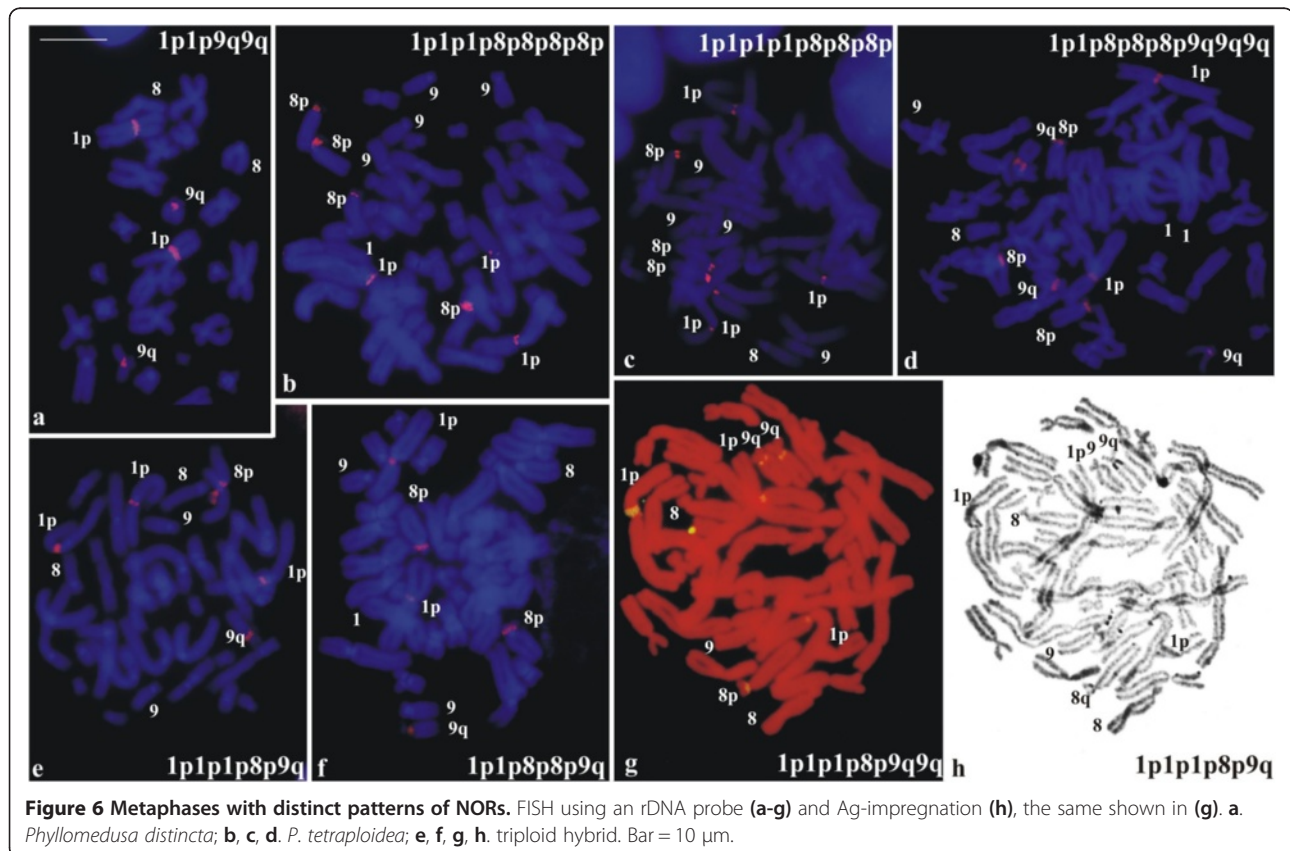 1p1p9q9q
8
1p
8
9q
1p
9q
a
1p1p1p8p8p8p8p
9
9
8p
9
8p
9
8p
1
1p
1p
8p
1p
b
1p1p1p1p8p8p8p
1p
8p
9
9
9
8p
8p
1p
1p
1p
8
9
c
1p1p8p8p8p9q9q9q
1p
9
9q
8p
8
1
1
8p
1p
9q
8p
9q
d
1p
8
8p
1p
9
8
1p
9q
9
e
1p1p1p8p9q
1p
9
8
8p
1p
1
8p
9
9q
f
1p1p8p8p9q
1p 9q 9q
1p
8
1p
9
8p
8
g
1p1p1p8p9q9q
1p 9 9q
1p
8
1p
9
8q
8
h
1p1p1p8p9q
Figure 6 Metaphases with distinct patterns of NORs. FISH using an rDNA probe (a-g) and Ag-impregnation (h), the same shown in (g). a.
Phyllomedusa distincta; b, c, d. P. tetraploidea; e, f, g, h. triploid hybrid. Bar = 10 μm.